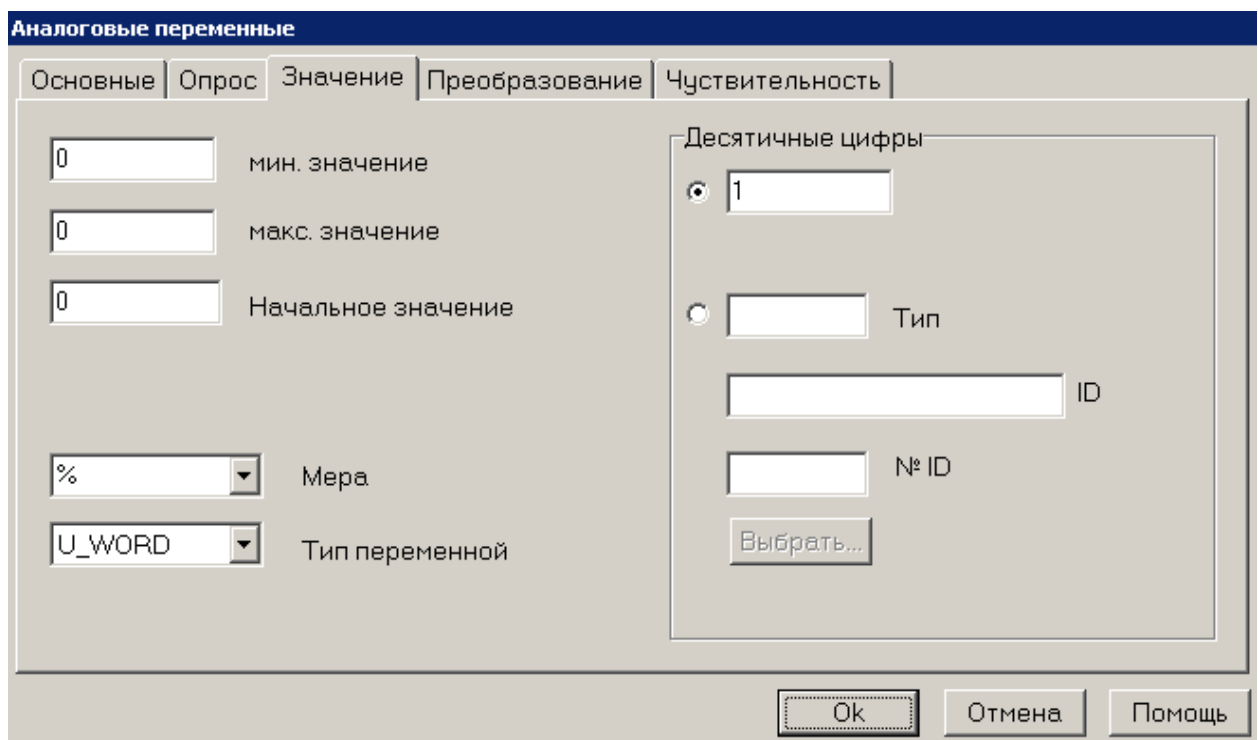 Аналоговые переменные
Основные Опрос Значение Преобразование Чуствительность
0 мин. значение
0 макс. значение
0 Начальное значение
% Мера
U_WORD Тип переменной
Десятичные цифры
1
Тип
ID
№ ID
Выбрать...
Ok Отмена Помощь